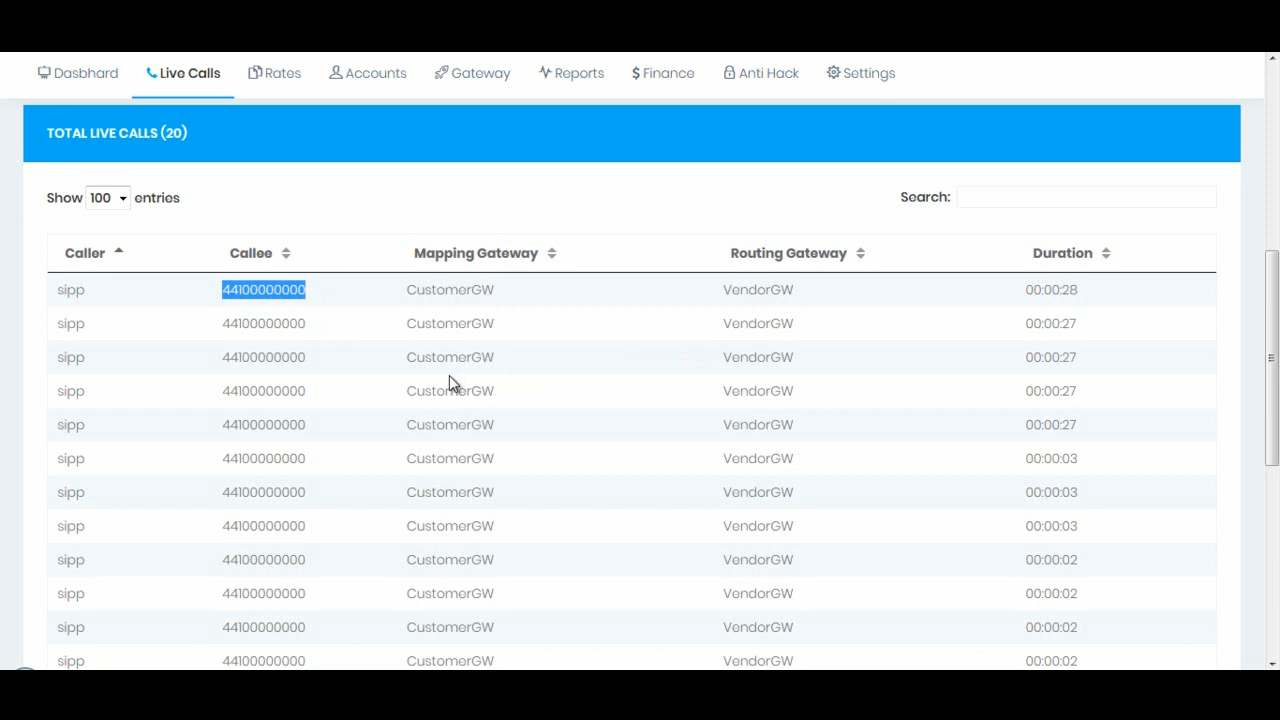 Dasbhard Live Calls Rates Accounts Gateway Reports $ Finance Anti Hack Settings
TOTAL LIVE CALLS (20)
Show 100 entries Search:
Caller Callee Mapping Gateway Routing Gateway Duration
sipp 44100000000 CustomerGW VendorGW 00:00:28
sipp 44100000000 CustomerGW VendorGW 00:00:27
sipp 44100000000 CustomerGW VendorGW 00:00:27
sipp 44100000000 CustomerGW VendorGW 00:00:27
sipp 44100000000 CustomerGW VendorGW 00:00:27
sipp 44100000000 CustomerGW VendorGW 00:00:03
sipp 44100000000 CustomerGW VendorGW 00:00:03
sipp 44100000000 CustomerGW VendorGW 00:00:03
sipp 44100000000 CustomerGW VendorGW 00:00:02
sipp 44100000000 CustomerGW VendorGW 00:00:02
sipp 44100000000 CustomerGW VendorGW 00:00:02
sipp 44100000000 CustomerGW VendorGW 00:00:02